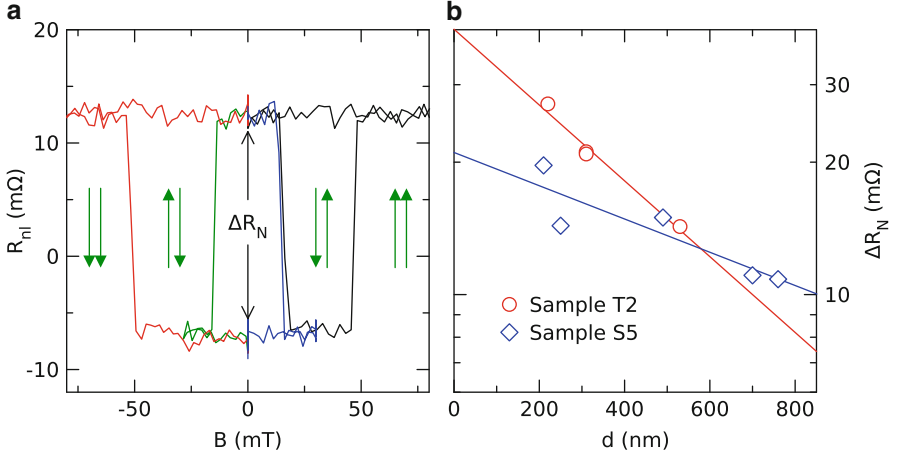 a
20
10
0
-10
R_nl (mΩ)
-50
0
50
B (mT)
ΔR_N
b
30
20
10
ΔR_N (mΩ)
0
200
400
600
800
d (nm)
Sample T2
Sample S5